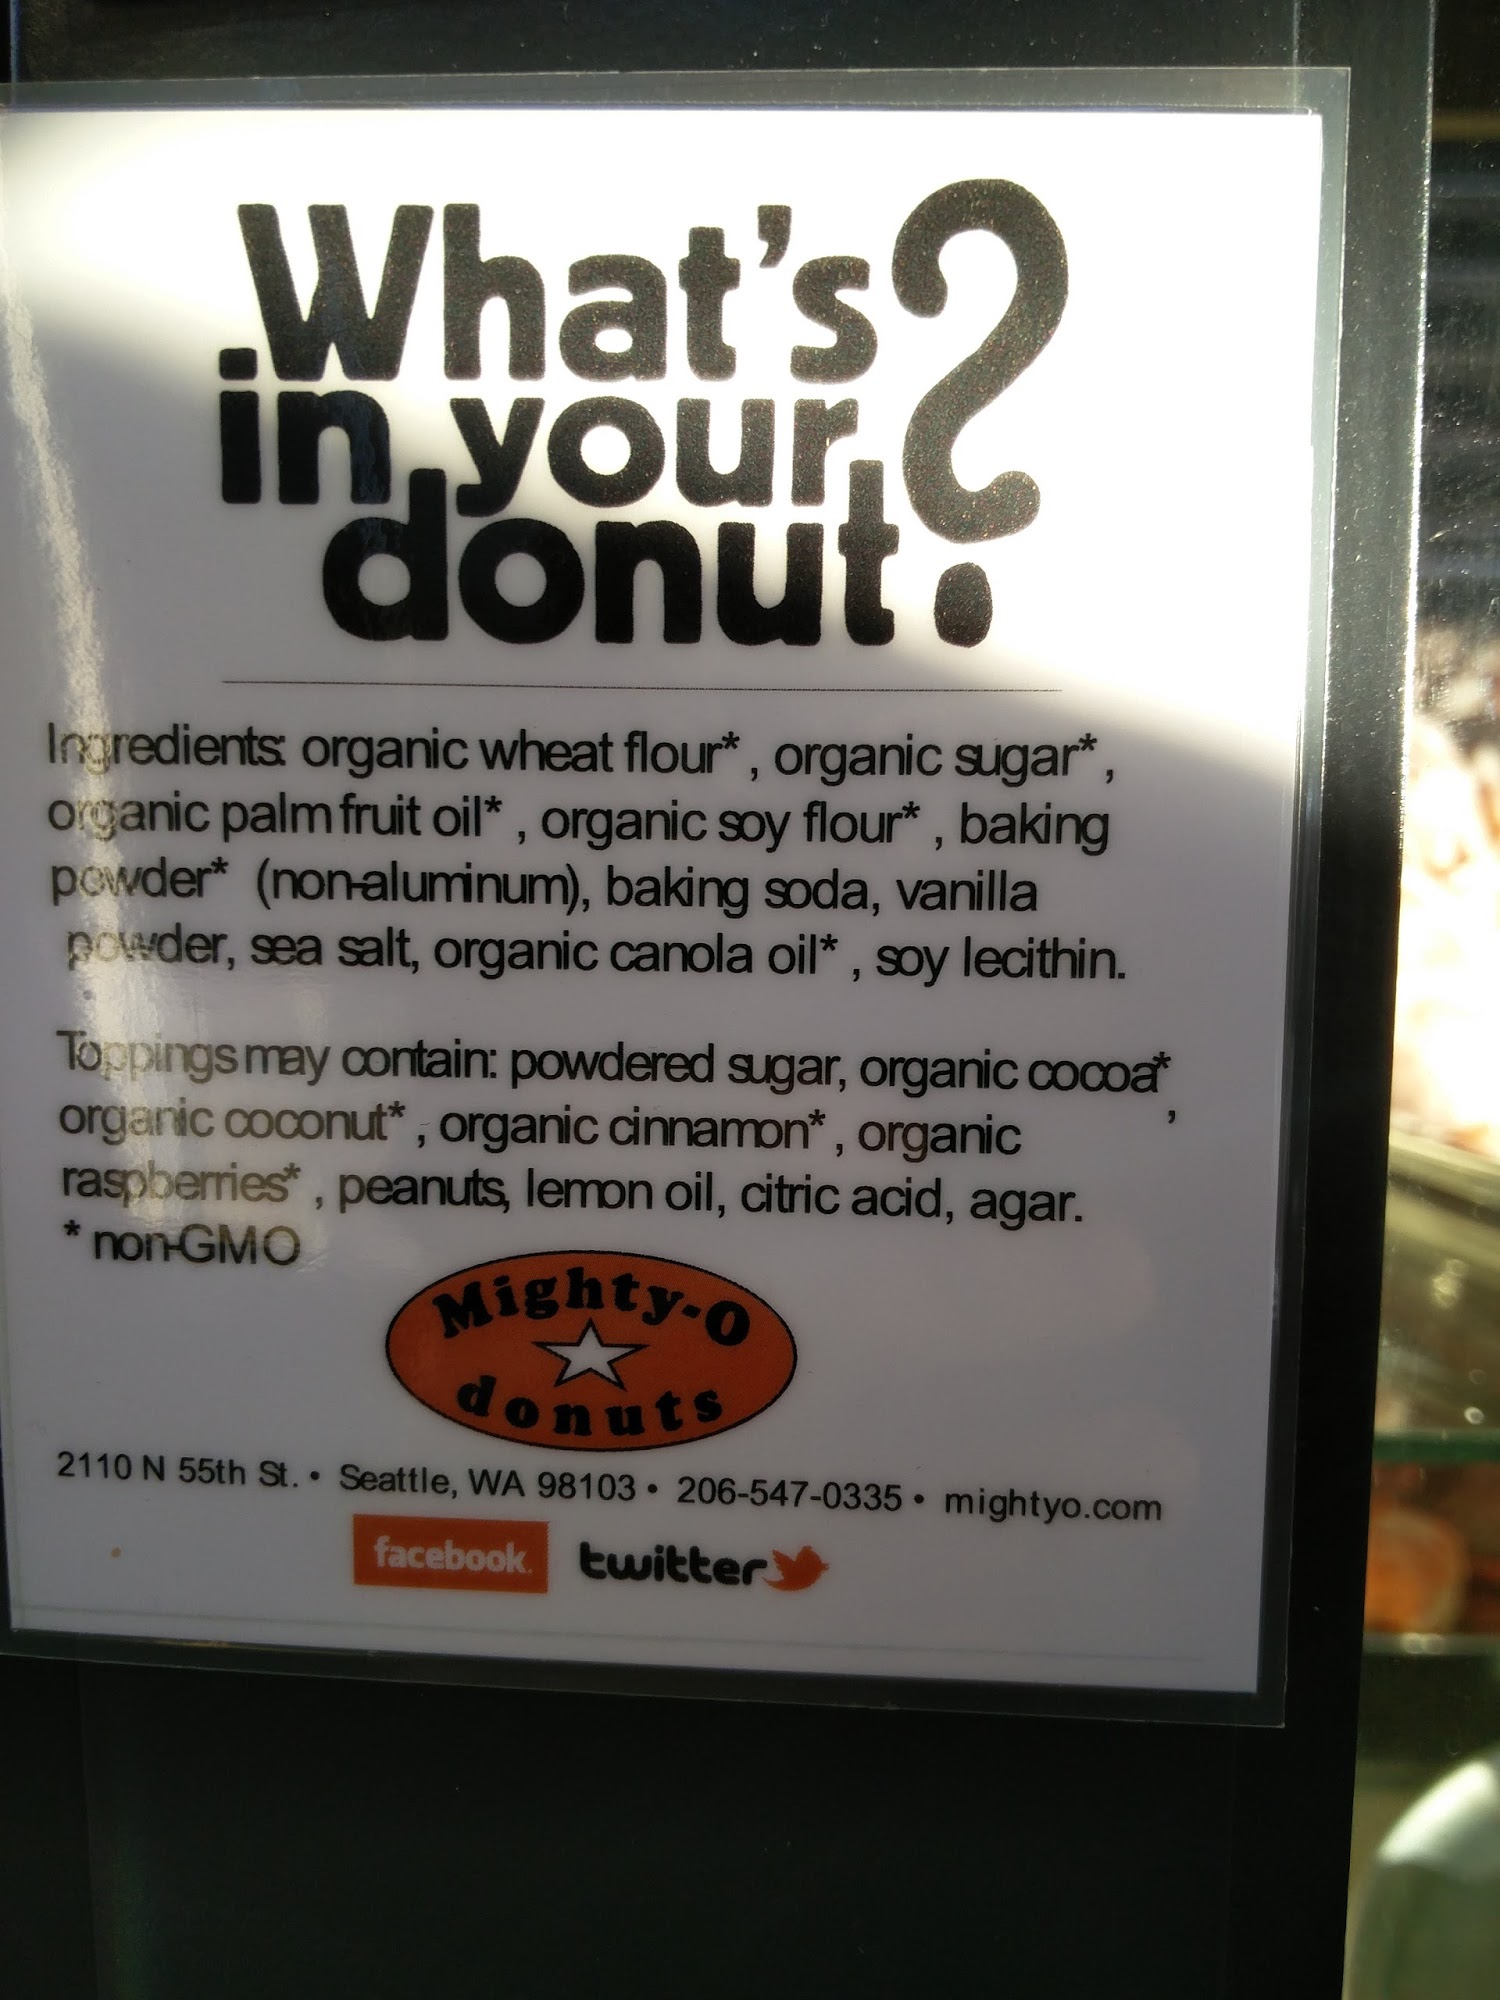 What's
in your
donut?
Ingredients: organic wheat flour* , organic sugar* ,
organic palm fruit oil* , organic soy flour* , baking
powder* (non-aluminum), baking soda, vanilla
powder, sea salt, organic canola oil* , soy lecithin.
Toppings may contain: powdered sugar, organic cocoa* ,
organic coconut* , organic cinnamon* , organic
raspberries* , peanuts, lemon oil, citric acid, agar.
* non-GMO
Mighty-O
donuts
2110 N 55th St. • Seattle, WA 98103 • 206-547-0335 • mightyo.com
facebook. twitter